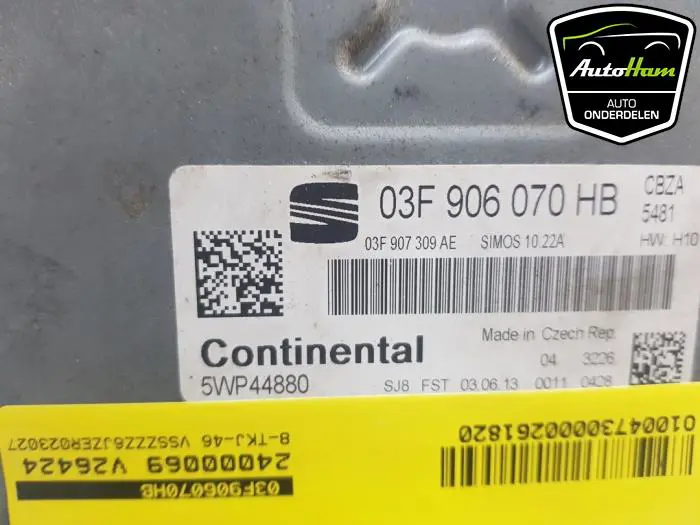 AutoHam
AUTO
ONDERDELEN
03F 906 070 HB
CBZA
5481
03F 907 309 AE SIMOS 10.22A HW: H10
Continental
Made in Czech Rep.
04 3226
5WP44880
SJ8 FST 03.06.13 0011 0428
01004730000261820
8-TKJ-46 VSSZZZ6JZER023027
24000069 V26424
03F906070HB